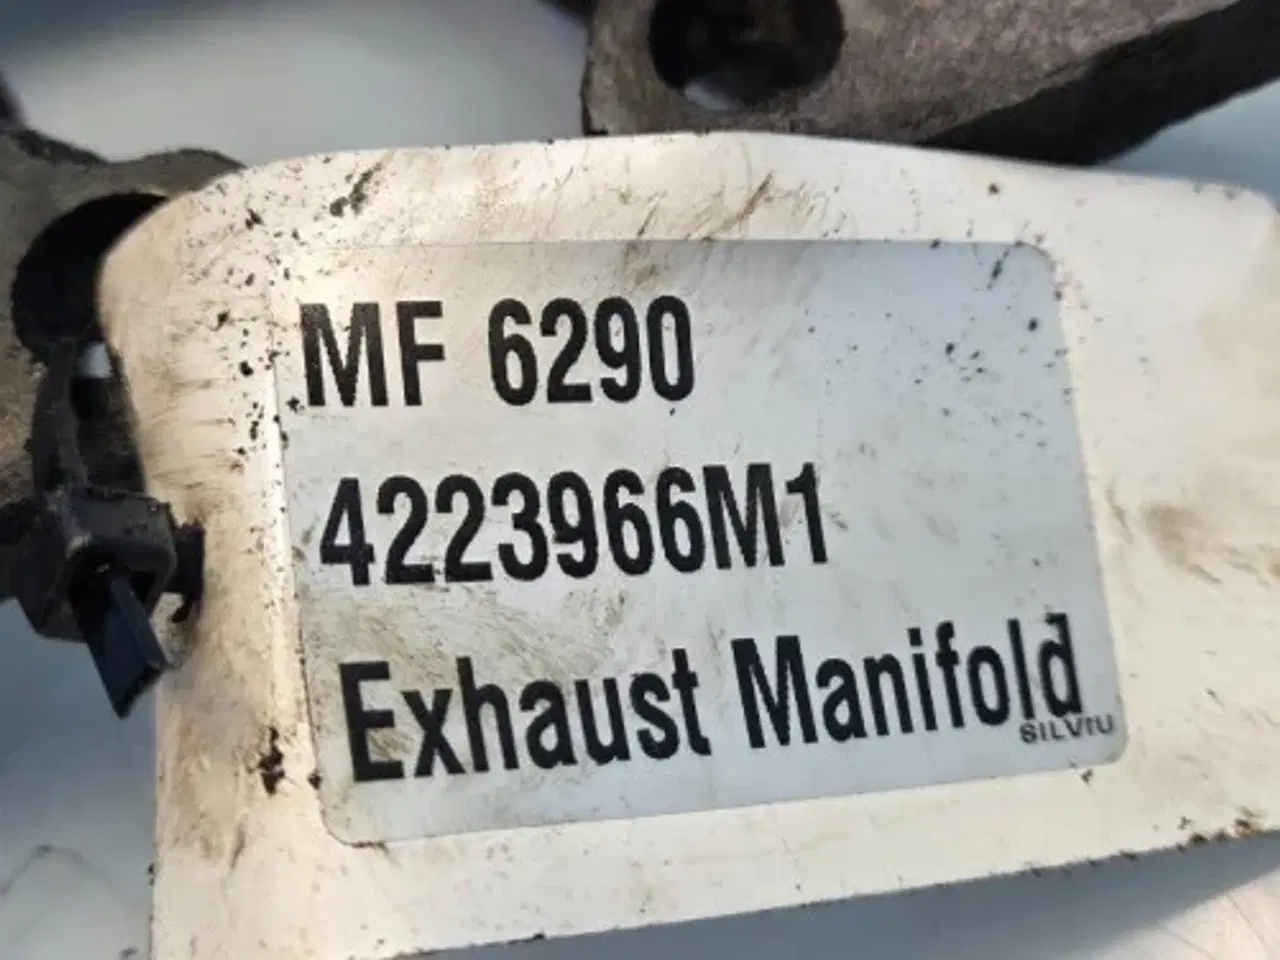 MF 6290
4223966M1
Exhaust Manifold
SILVIU